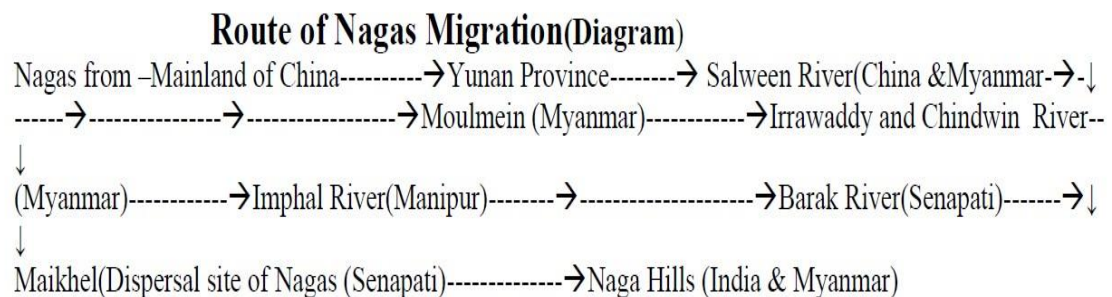 Route of Nagas Migration(Diagram)
Nagas from –Mainland of China----------→Yunan Province--------→ Salween River(China &Myanmar-→-↓
------→----------------→------------------→Moulmein (Myanmar)------------→Irrawaddy and Chindwin River--
↓
(Myanmar)------------→Imphal River(Manipur)--------→---------------------→Barak River(Senapati)-------→↓
↓
Maikhel(Dispersal site of Nagas (Senapati)--------------→Naga Hills (India & Myanmar)